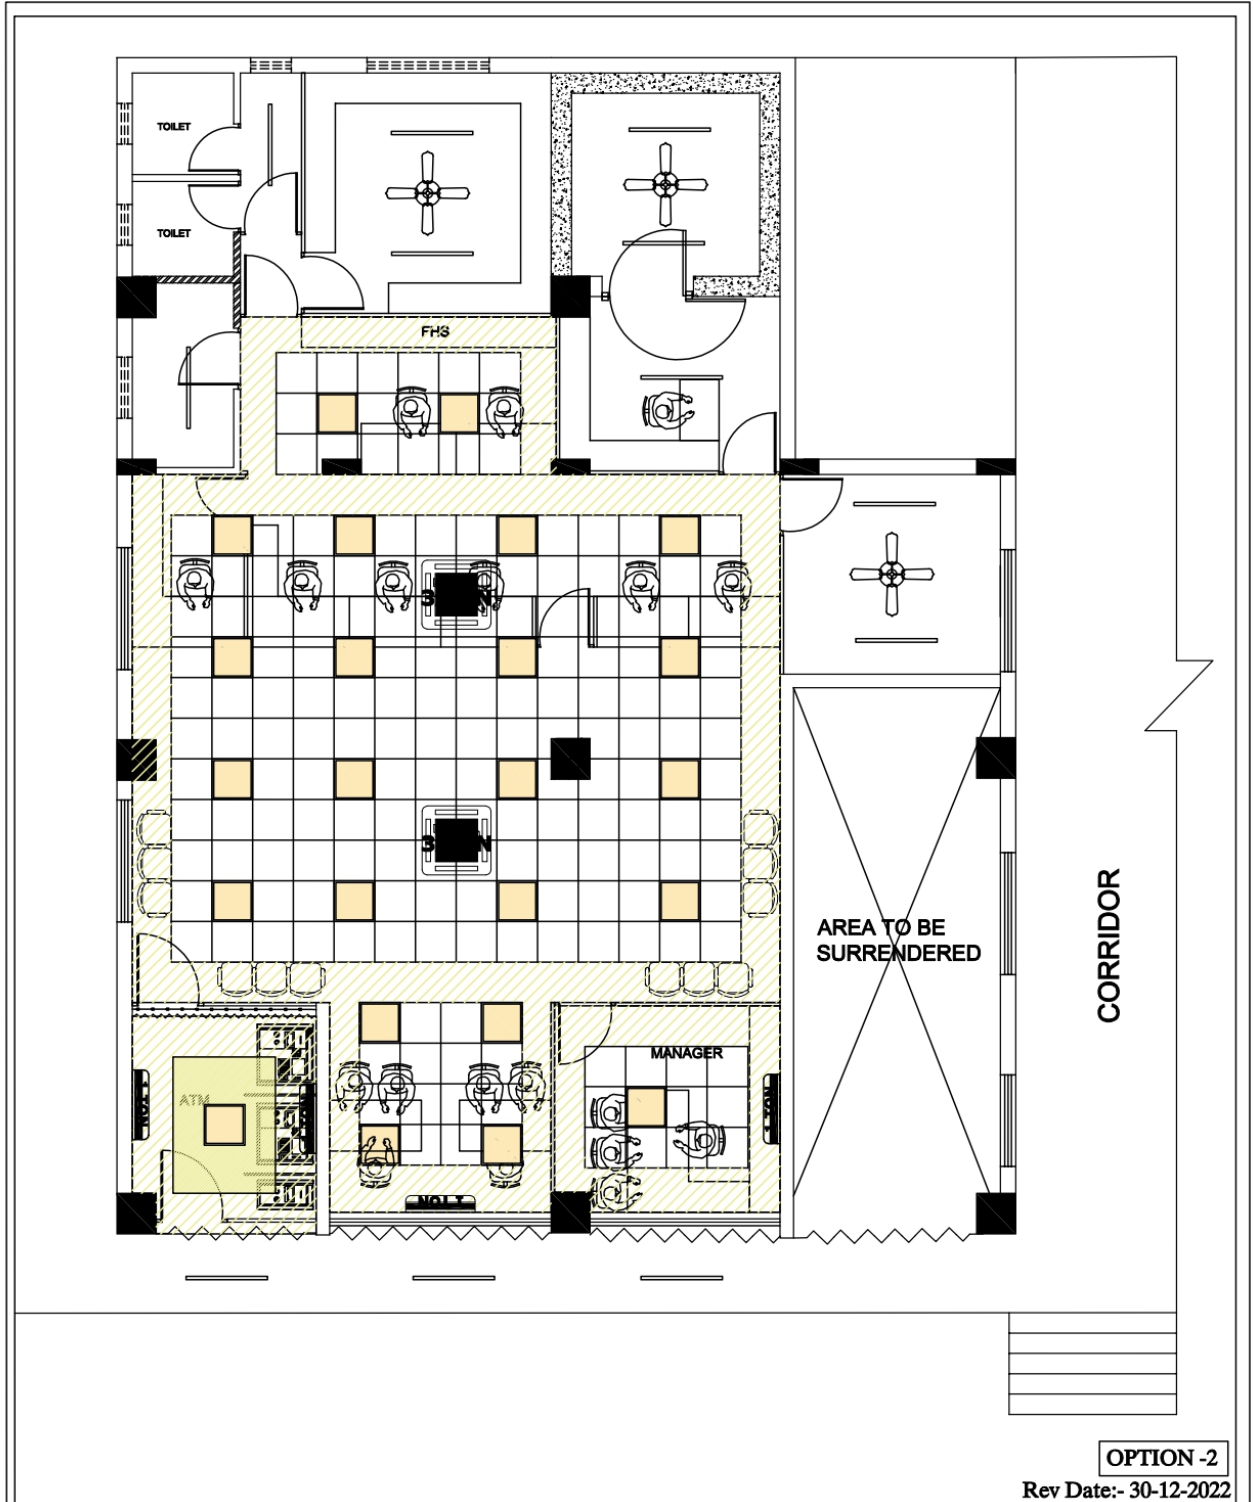 TOILET
TOILET
FHS
AREA TO BE
SURRENDERED
CORRIDOR
MANAGER
ATM
OPTION -2
Rev Date:- 30-12-2022